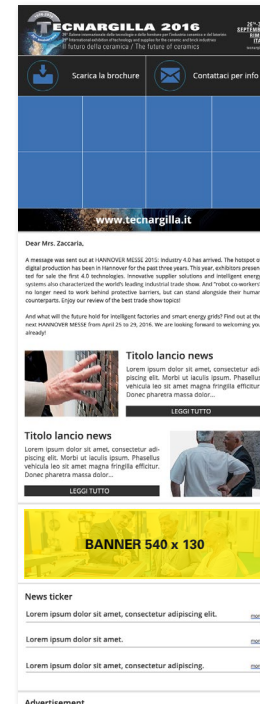 TECNARGILLA 2016
Il futuro della ceramica / The future of ceramics
Scarica la brochure
Contattaci per info
www.tecnargilla.it
Dear Mrs. Zaccaria,
A message was sent out at HANNOVER MESSE 2015: Industry 4.0 has arrived. The hotspot o
digital production has been in Hannover for the past three years. This year, exhibitors presen
ted for sale the first 4.0 technologies. Innovative supplier solutions and intelligent energy
systems also characterized the world's leading industrial trade show. And "robot co-workers'
no longer need to work behind protective barriers, but can stand alongside their human
counterparts. Enjoy our review of the best trade show topics!
And what will the future hold for intelligent factories and smart energy grids? Find out at the
next HANNOVER MESSE from April 25 to 29, 2016. We are looking forward to welcoming you
already!
Titolo lancio news
Lorem ipsum dolor sit amet, consectetur adi-
piscing elit. Morbi ut iaculis ipsum. Phasellus
vehicula leo sit amet magna fringilla efficitur.
Donec pharetra massa dolor...
LEGGI TUTTO
Titolo lancio news
Lorem ipsum dolor sit amet, consectetur adi-
piscing elit. Morbi ut iaculis ipsum. Phasellus
vehicula leo sit amet magna fringilla efficitur.
Donec pharetra massa dolor...
LEGGI TUTTO
BANNER 540 x 130
News ticker
Lorem ipsum dolor sit amet, consectetur adipiscing elit.
Lorem ipsum dolor sit amet.
Lorem ipsum dolor sit amet, consectetur adipiscing.
Advertisement